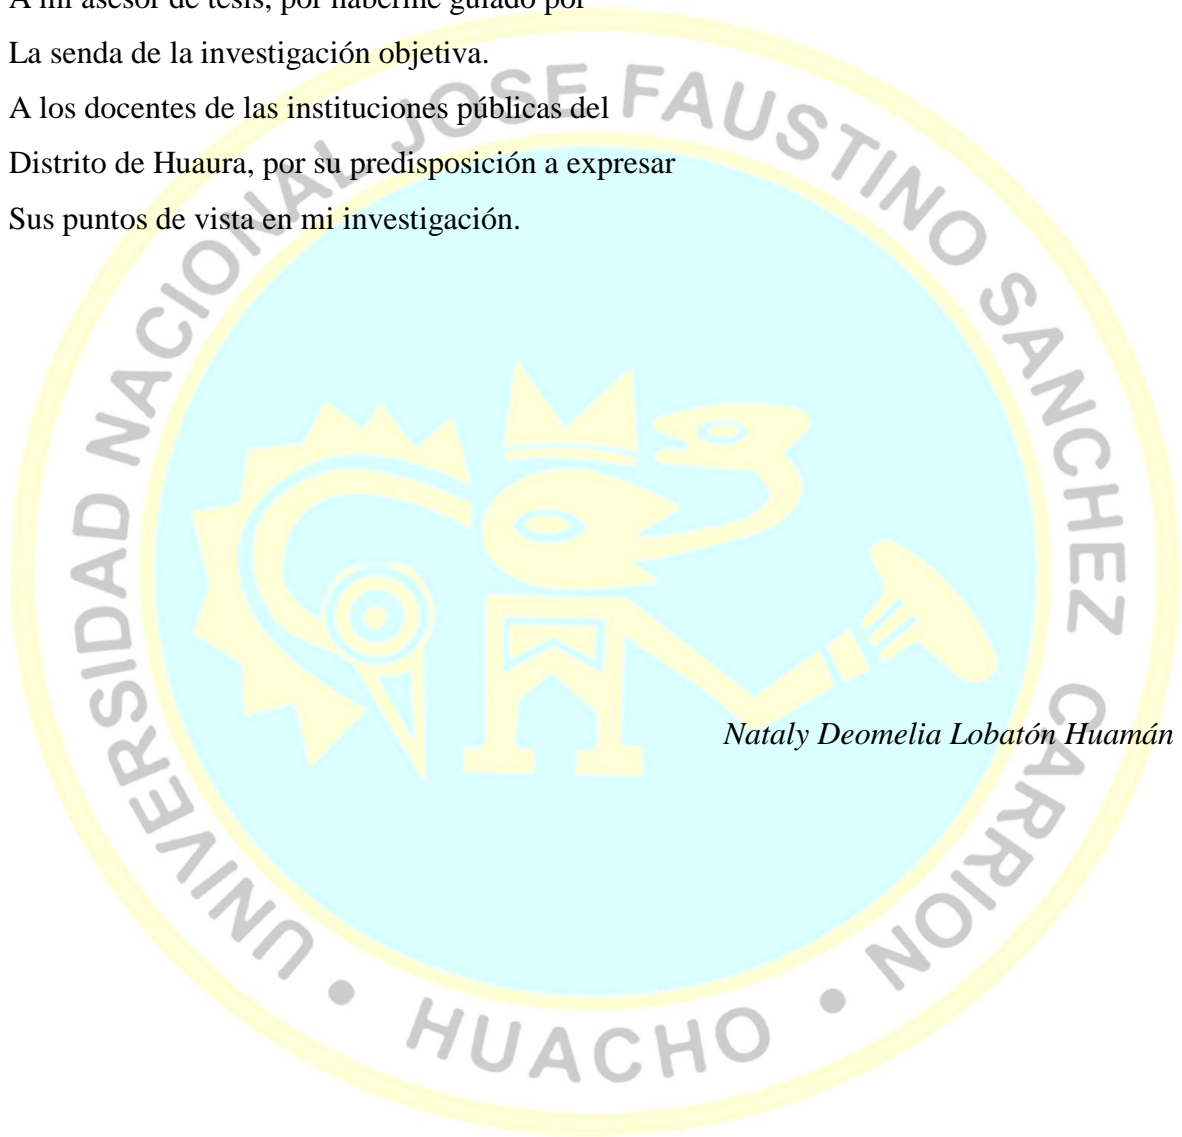 A mi asesor de tesis, por haberme guiado por
La senda de la investigación objetiva.
A los docentes de las instituciones públicas del
Distrito de Huaura, por su predisposición a expresar
Sus puntos de vista en mi investigación.
Nataly Deomelia Lobatón Huamán
UNIVERSIDAD NACIONAL JOSE FAUSTINO SANCHEZ CARRION • HUACHO •